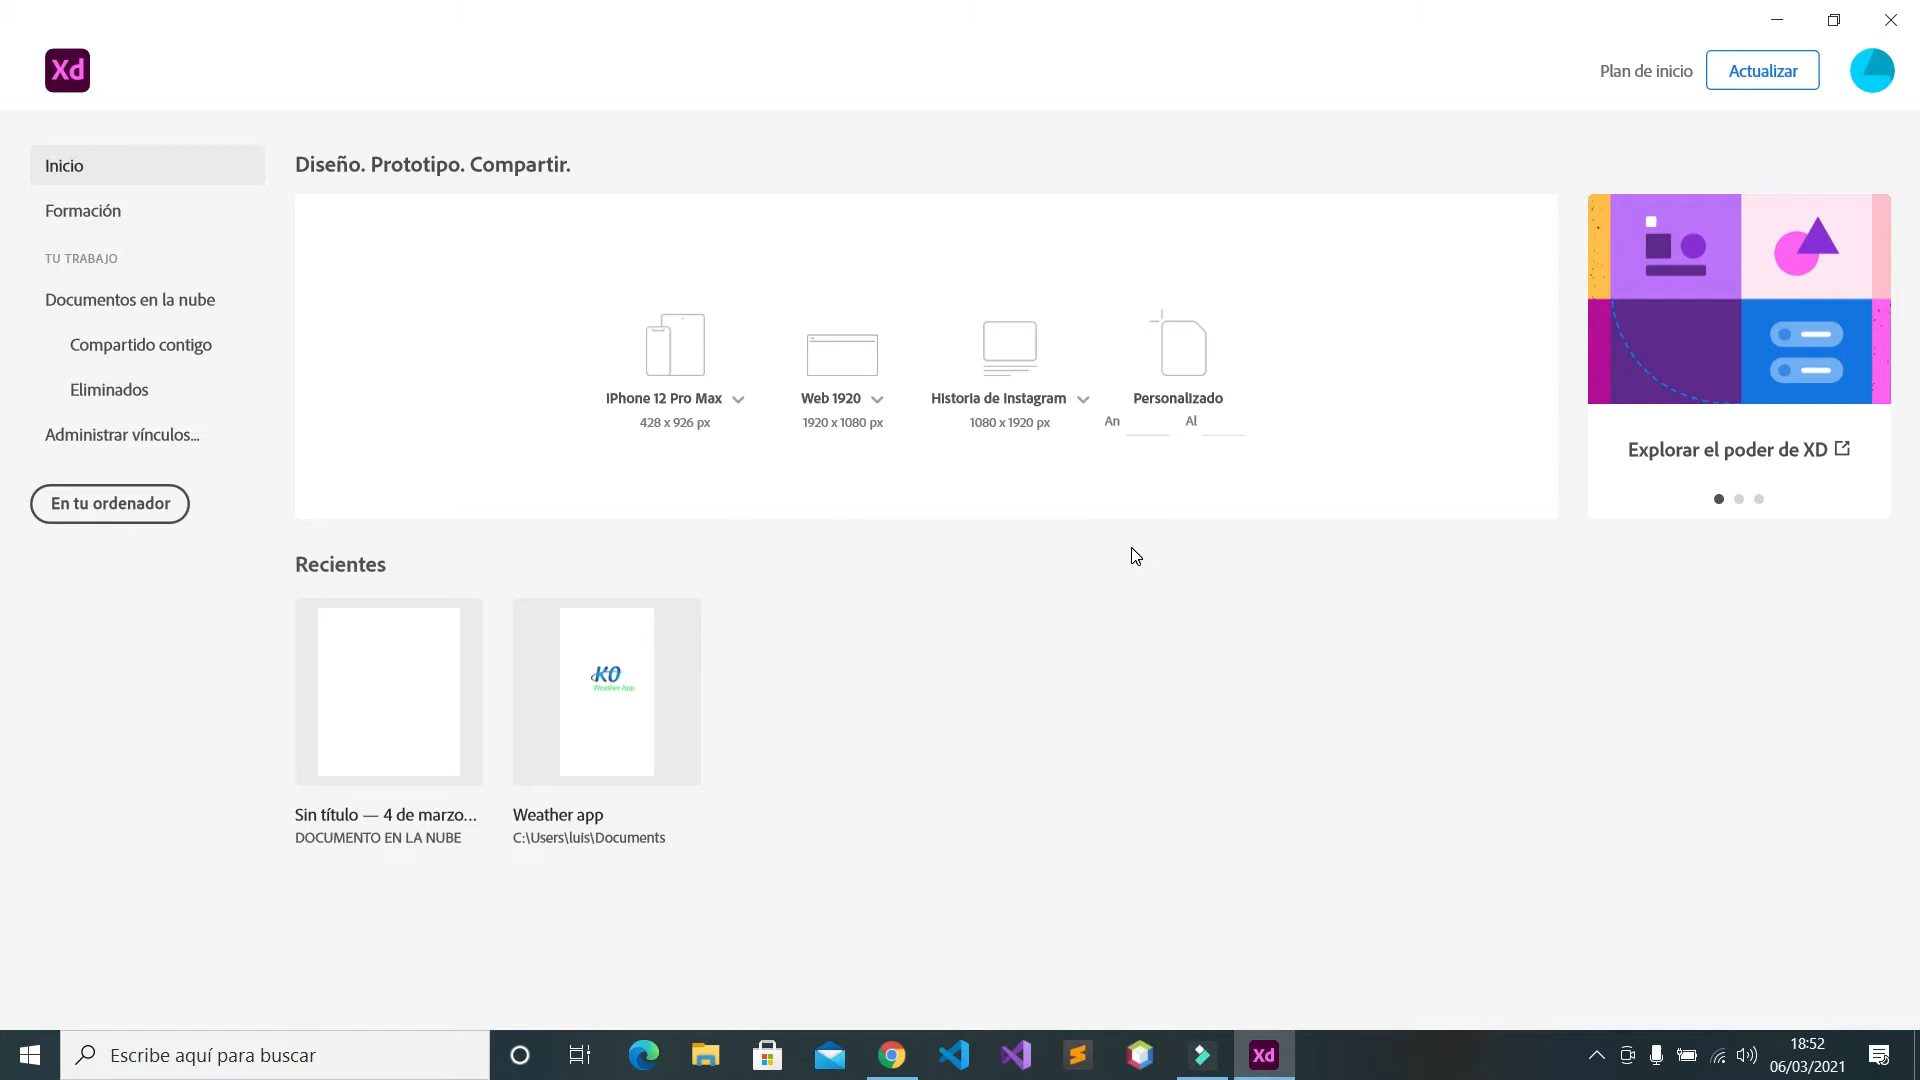 Xd
Plan de inicio
Actualizar
Inicio
Formación
TU TRABAJO
Documentos en la nube
Compartido contigo
Eliminados
Administrar vínculos...
En tu ordenador
Diseño. Prototipo. Compartir.
iPhone 12 Pro Max
428 x 926 px
Web 1920
1920 x 1080 px
Historia de Instagram
1080 x 1920 px
Personalizado
An
Al
Explorar el poder de XD
Recientes
KO
Weather App
Sin título — 4 de marzo...
DOCUMENTO EN LA NUBE
Weather app
C:\Users\luis\Documents
Escribe aquí para buscar
Xd
18:52
06/03/2021